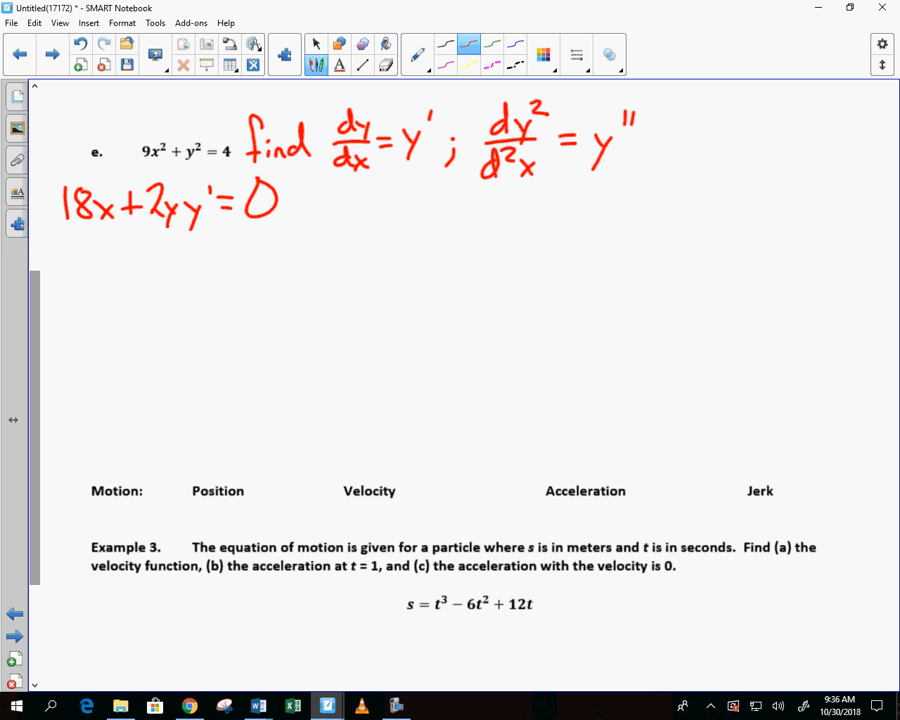 Untitled(17172) * - SMART Notebook
File Edit View Insert Format Tools Add-ons Help
e. 9x² + y² = 4 find dy/dx = y' ; dy²/d²x = y''
18x + 2yy' = 0
Motion: Position Velocity Acceleration Jerk
Example 3. The equation of motion is given for a particle where s is in meters and t is in seconds. Find (a) the
velocity function, (b) the acceleration at t = 1, and (c) the acceleration with the velocity is 0.
s = t³ − 6t² + 12t
9:36 AM
10/30/2018